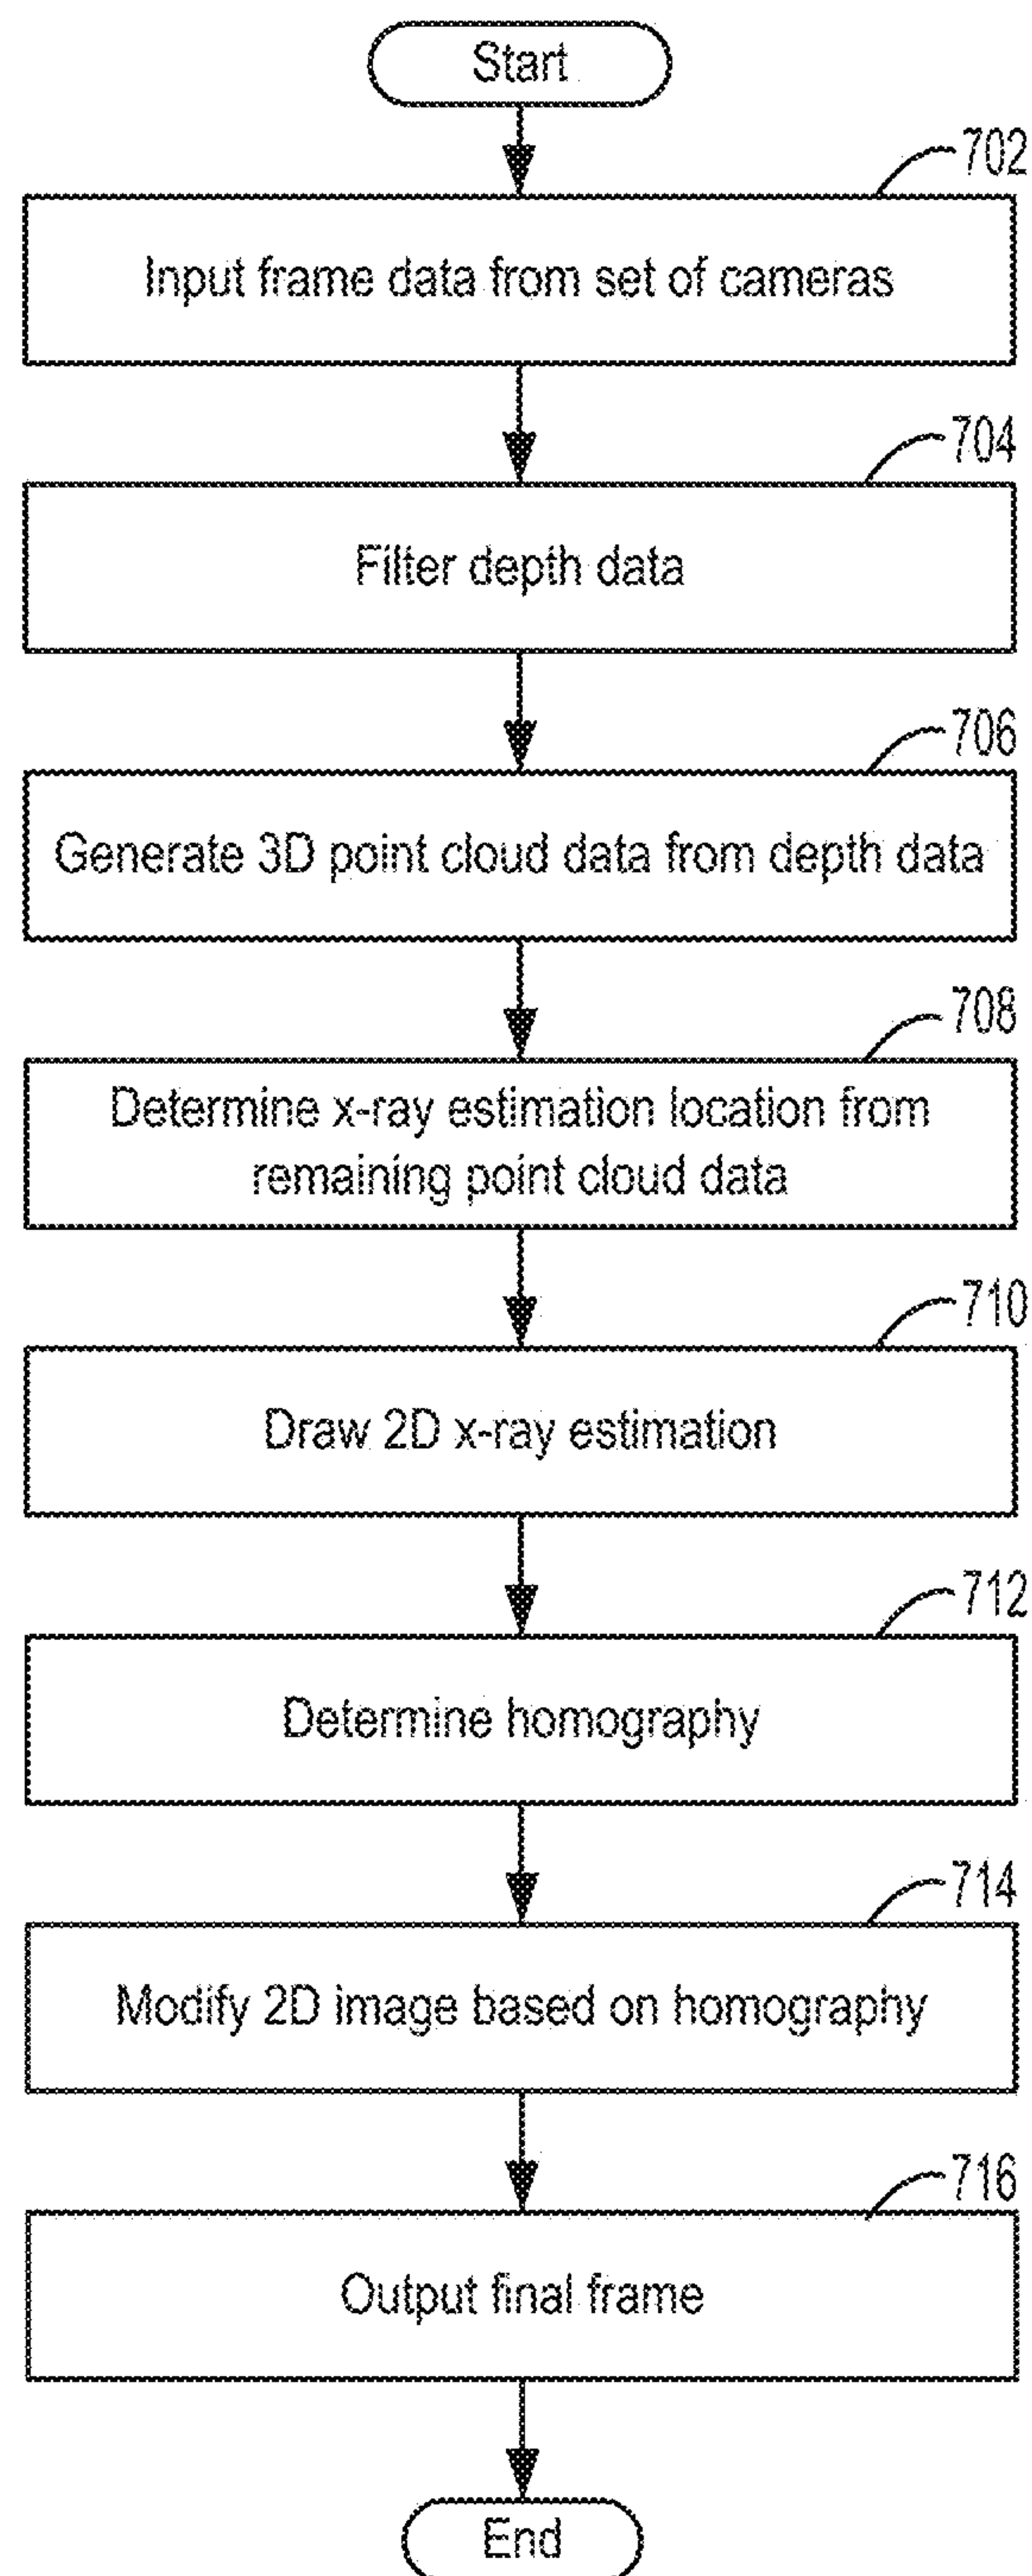 Start
702
Input frame data from set of cameras
704
Filter depth data
706
Generate 3D point cloud data from depth data
708
Determine x-ray estimation location from
remaining point cloud data
710
Draw 2D x-ray estimation
712
Determine homography
714
Modify 2D image based on homography
716
Output final frame
End